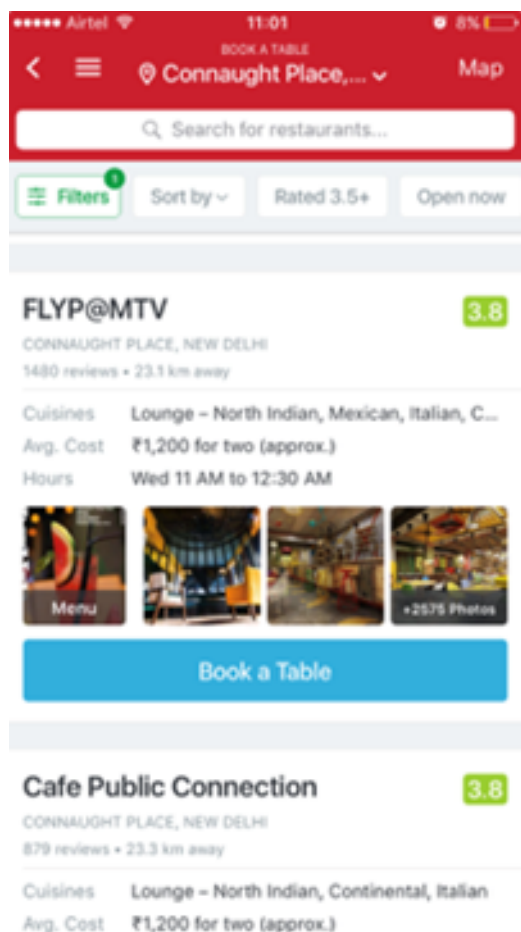 Airtel 11:01 8%
BOOK A TABLE
Connaught Place,... Map
Search for restaurants...
1
Filters Sort by Rated 3.5+ Open now
FLYP@MTV 3.8
CONNAUGHT PLACE, NEW DELHI
1480 reviews • 23.1 km away
Cuisines Lounge – North Indian, Mexican, Italian, C...
Avg. Cost ₹1,200 for two (approx.)
Hours Wed 11 AM to 12:30 AM
Menu +2575 Photos
Book a Table
Cafe Public Connection 3.8
CONNAUGHT PLACE, NEW DELHI
879 reviews • 23.3 km away
Cuisines Lounge – North Indian, Continental, Italian
Avg. Cost ₹1,200 for two (approx.)